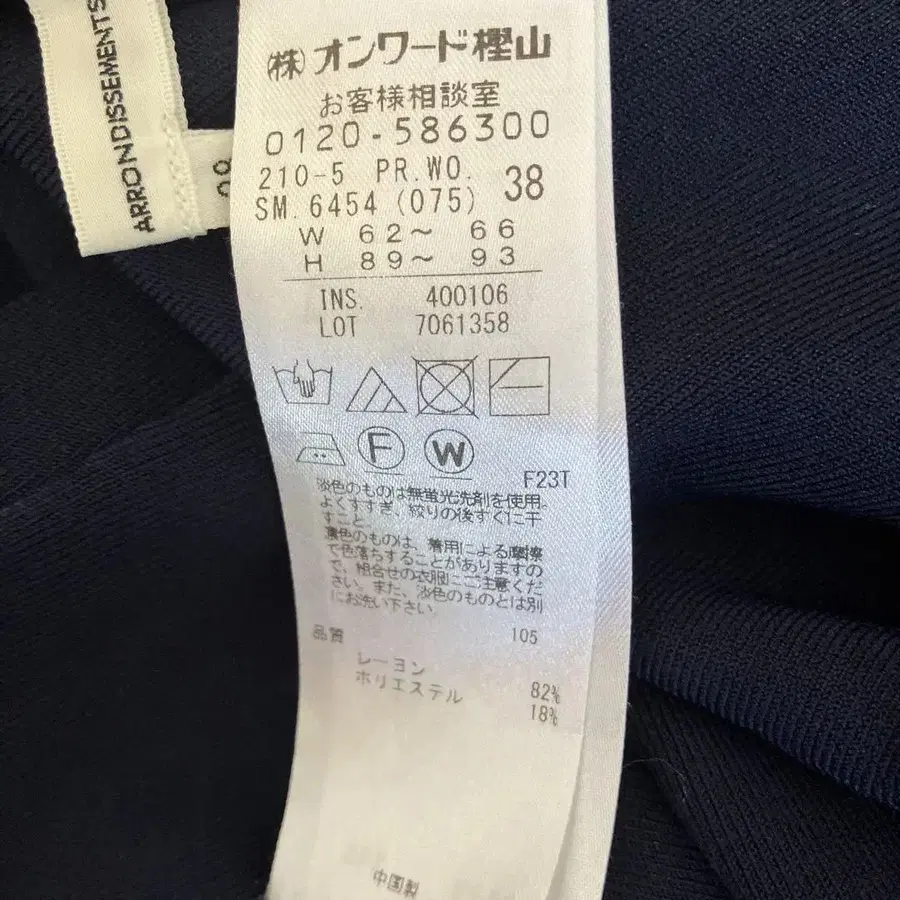 ARRONDISSEMENTS
㈱オンワード樫山
お客様相談室
0120-586300
210-5 PR.WO. 38
SM.6454 (075)
W 62～ 66
H 89～ 93
INS. 400106
LOT 7061358
F W
F23T
淡色のものは無蛍光洗剤を使用。
よくすすぎ、絞りの後すぐに干
すこと。
濃色のものは、着用による摩擦
で色落ちすることがありますの
で、組合せの衣服にご注意くだ
さい。また、淡色のものとは別
にお洗い下さい。
品質 105
レーヨン 82%
ポリエステル 18%
中国製